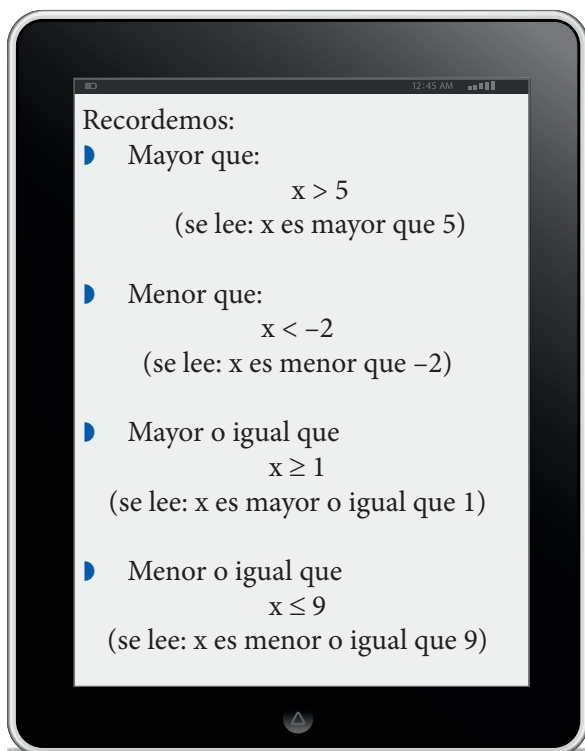 12:45 AM
Recordemos:
Mayor que:
x > 5
(se lee: x es mayor que 5)
Menor que:
x < –2
(se lee: x es menor que –2)
Mayor o igual que
x ≥ 1
(se lee: x es mayor o igual que 1)
Menor o igual que
x ≤ 9
(se lee: x es menor o igual que 9)